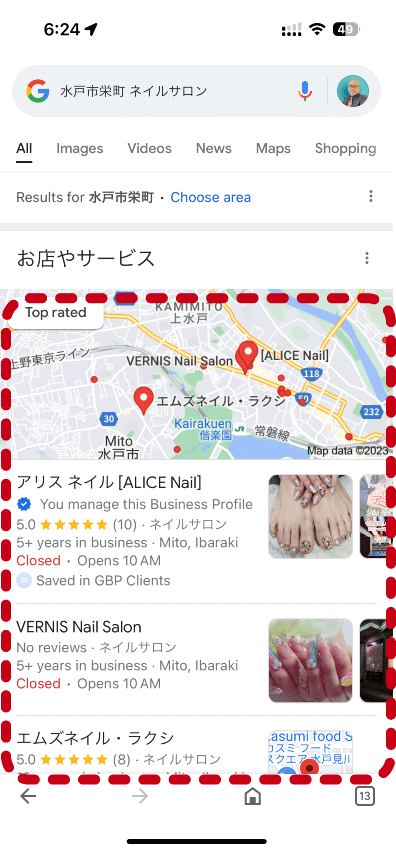 6:24
49
水戸市栄町 ネイルサロン
All Images Videos News Maps Shopping
Results for 水戸市栄町 · Choose area
お店やサービス
Top rated
KAMIMITO
上水戸
上野東京ライン
VERNIS Nail Salon
[ALICE Nail]
118
エムズネイル・ラクシ
50
30
232
Kairakuen
偕楽園
常磐線
Mito
水戸市
Map data ©2023
アリス ネイル [ALICE Nail]
You manage this Business Profile
5.0 ★★★★★ (10) · ネイルサロン
5+ years in business · Mito, Ibaraki
Closed · Opens 10 AM
Saved in GBP Clients
VERNIS Nail Salon
No reviews · ネイルサロン
5+ years in business · Mito, Ibaraki
Closed · Opens 10 AM
エムズネイル・ラクシ
5.0 ★★★★★ (8) · ネイルサロン
kasumi food S
カスミ フード
スクエア 水戸見川
13